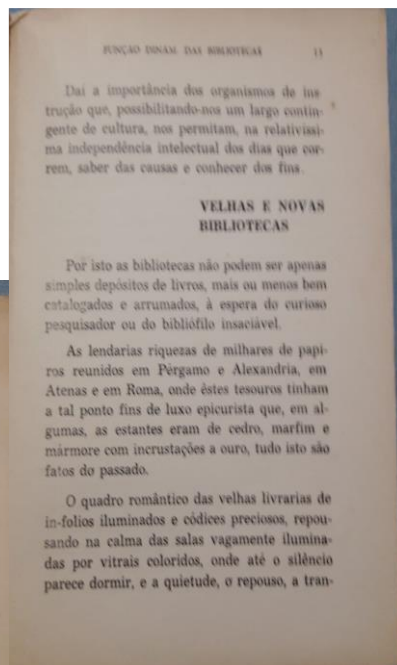 FUNÇÃO DINAM. DAS BIBLIOTECAS 11
Daí a importância dos organismos de ins-
trução que, possibilitando-nos um largo contin-
gente de cultura, nos permitam, na relativíssi-
ma independência intelectual dos dias que cor-
rem, saber das causas e conhecer dos fins.
VELHAS E NOVAS
BIBLIOTECAS
Por isto as bibliotecas não podem ser apenas
simples depósitos de livros, mais ou menos bem
catalogados e arrumados, à espera do curioso
pesquisador ou do bibliófilo insaciável.
As lendarias riquezas de milhares de papi-
ros reunidos em Pérgamo e Alexandria, em
Atenas e em Roma, onde êstes tesouros tinham
a tal ponto fins de luxo epicurista que, em al-
gumas, as estantes eram de cedro, marfim e
mármore com incrustações a ouro, tudo isto são
fatos do passado.
O quadro romântico das velhas livrarias de
in-folios iluminados e códices preciosos, repou-
sando na calma das salas vagamente ilumina-
das por vitrais coloridos, onde até o silêncio
parece dormir, e a quietude, o repouso, a tran-